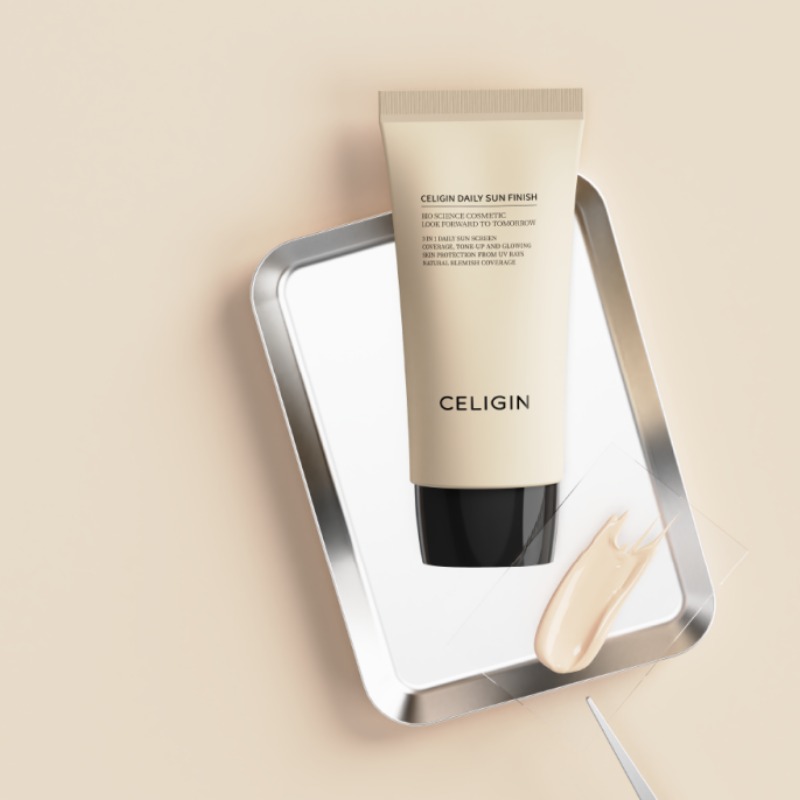 CELIGIN DAILY SUN FINISH
BIO SCIENCE COSMETIC
LOOK FORWARD TO TOMORROW
3 IN 1 DAILY SUN SCREEN
COVERAGE, TONE-UP AND GLOWING
SKIN PROTECTION FROM UV RAYS
NATURAL BLEMISH COVERAGE
CELIGIN